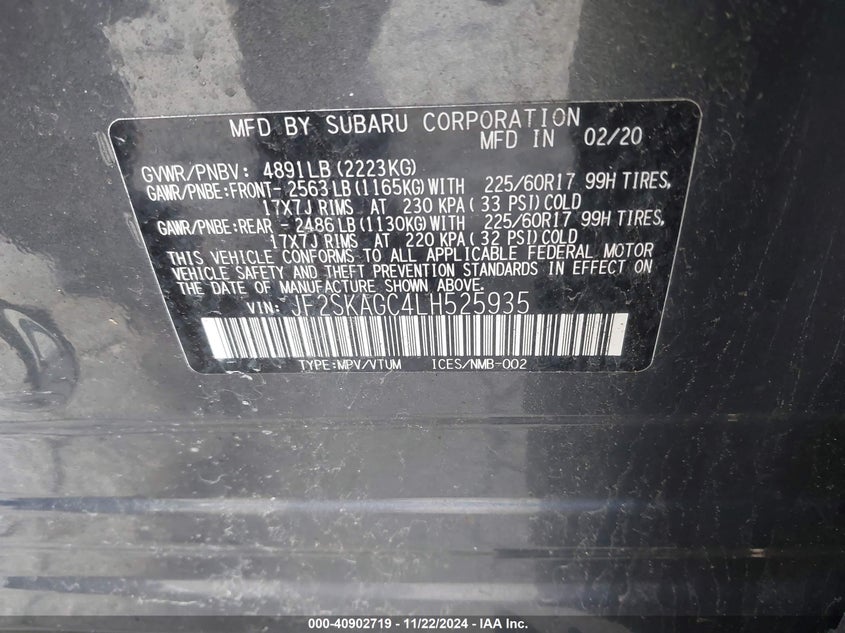 MFD BY SUBARU CORPORATION
MFD IN 02/20
GVWR/PNBV: 4891LB (2223KG)
GAWR/PNBE:FRONT- 2563 LB (1165KG) WITH 225/60R17 99H TIRES,
17X7J RIMS AT 230 KPA ( 33 PSI) COLD
GAWR/PNBE:REAR - 2486 LB (1130KG) WITH 225/60R17 99H TIRES,
17X7J RIMS AT 220 KPA ( 32 PSI) COLD
THIS VEHICLE CONFORMS TO ALL APPLICABLE FEDERAL MOTOR
VEHICLE SAFETY AND THEFT PREVENTION STANDARDS IN EFFECT ON
THE DATE OF MANUFACTURE SHOWN ABOVE.
VIN: JF2SKAGC4LH525935
TYPE:MPV/VTUM ICES/NMB-002
000-40902719 - 11/22/2024 - IAA Inc.